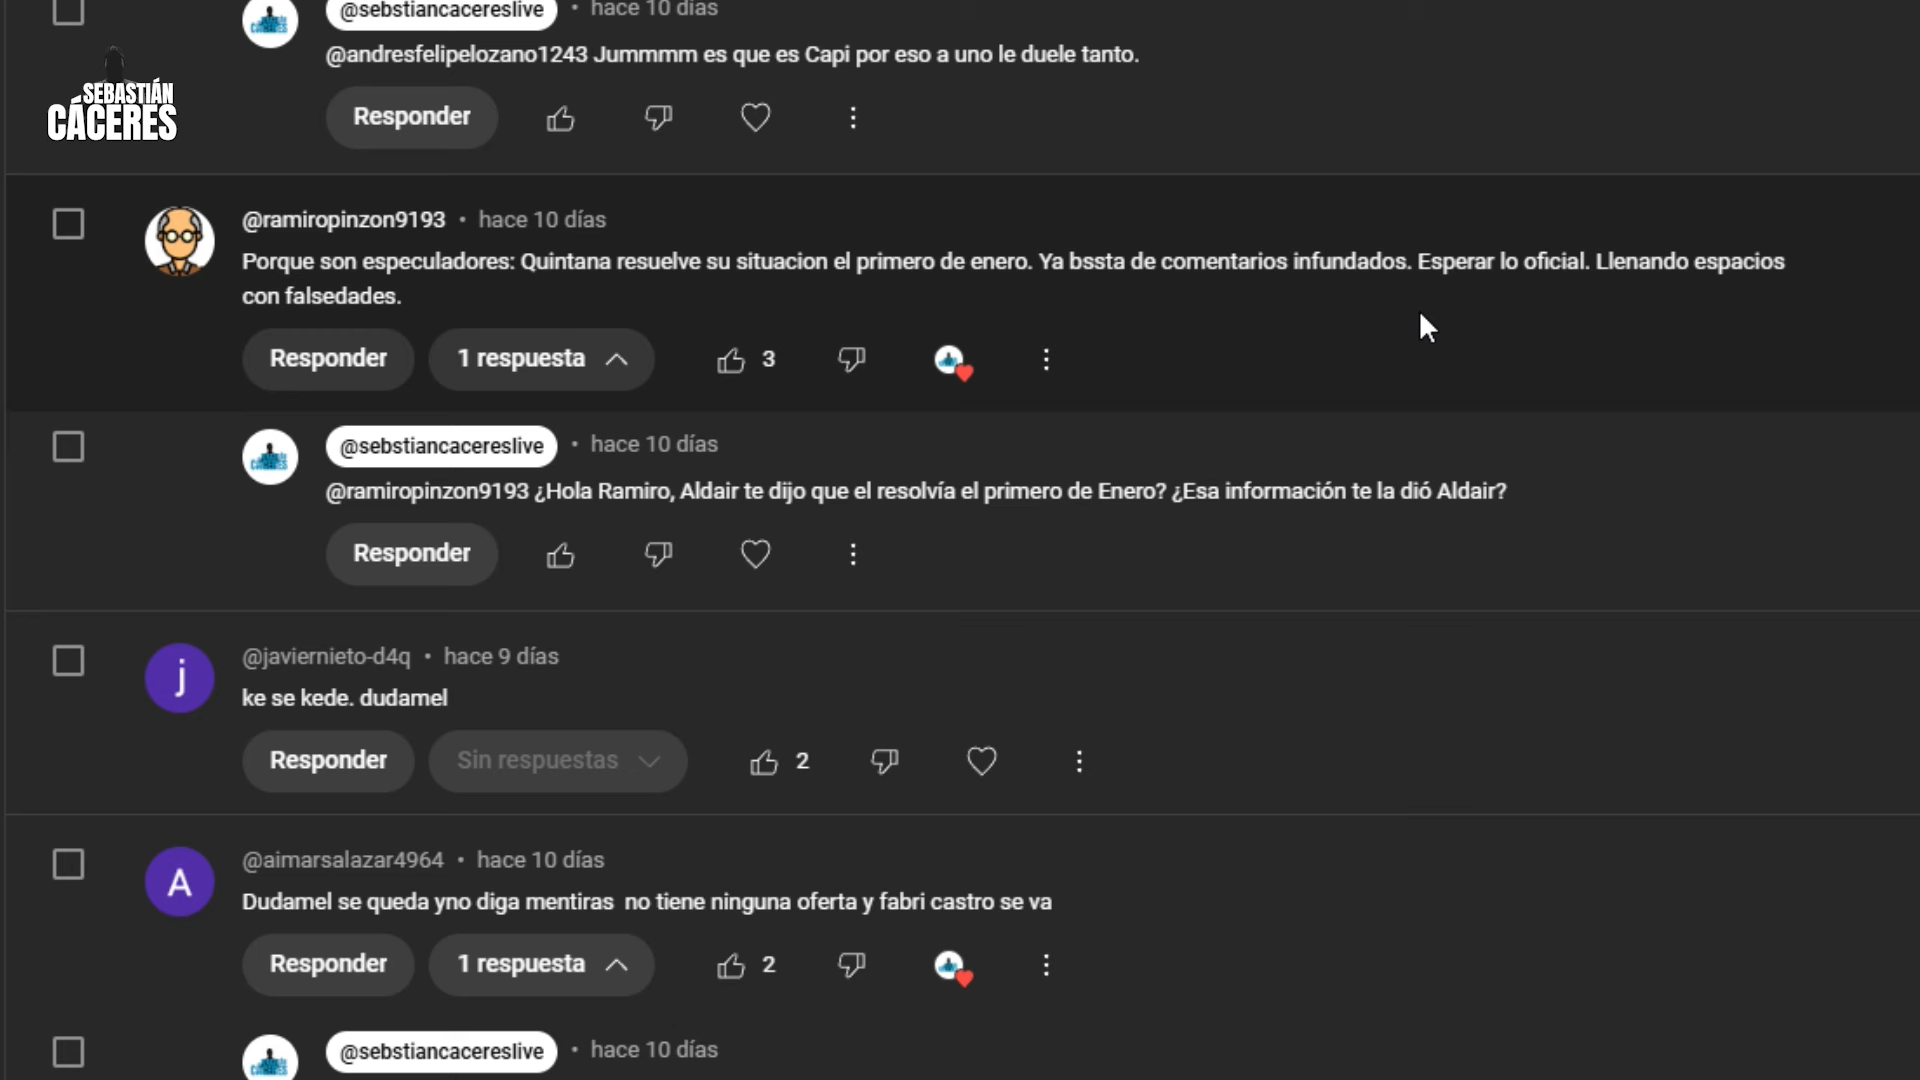 @sebstiancacereslive • hace 10 días
@andresfelipelozano1243 Jummmm es que es Capi por eso a uno le duele tanto.
SEBASTIÁN
CÁCERES
Responder
@ramiropinzon9193 • hace 10 días
Porque son especuladores: Quintana resuelve su situacion el primero de enero. Ya bssta de comentarios infundados. Esperar lo oficial. Llenando espacios
con falsedades.
Responder 1 respuesta 3
@sebstiancacereslive • hace 10 días
@ramiropinzon9193 ¿Hola Ramiro, Aldair te dijo que el resolvía el primero de Enero? ¿Esa información te la dió Aldair?
Responder
j
@javiernieto-d4q • hace 9 días
ke se kede. dudamel
Responder Sin respuestas 2
A
@aimarsalazar4964 • hace 10 días
Dudamel se queda yno diga mentiras no tiene ninguna oferta y fabri castro se va
Responder 1 respuesta 2
@sebstiancacereslive • hace 10 días